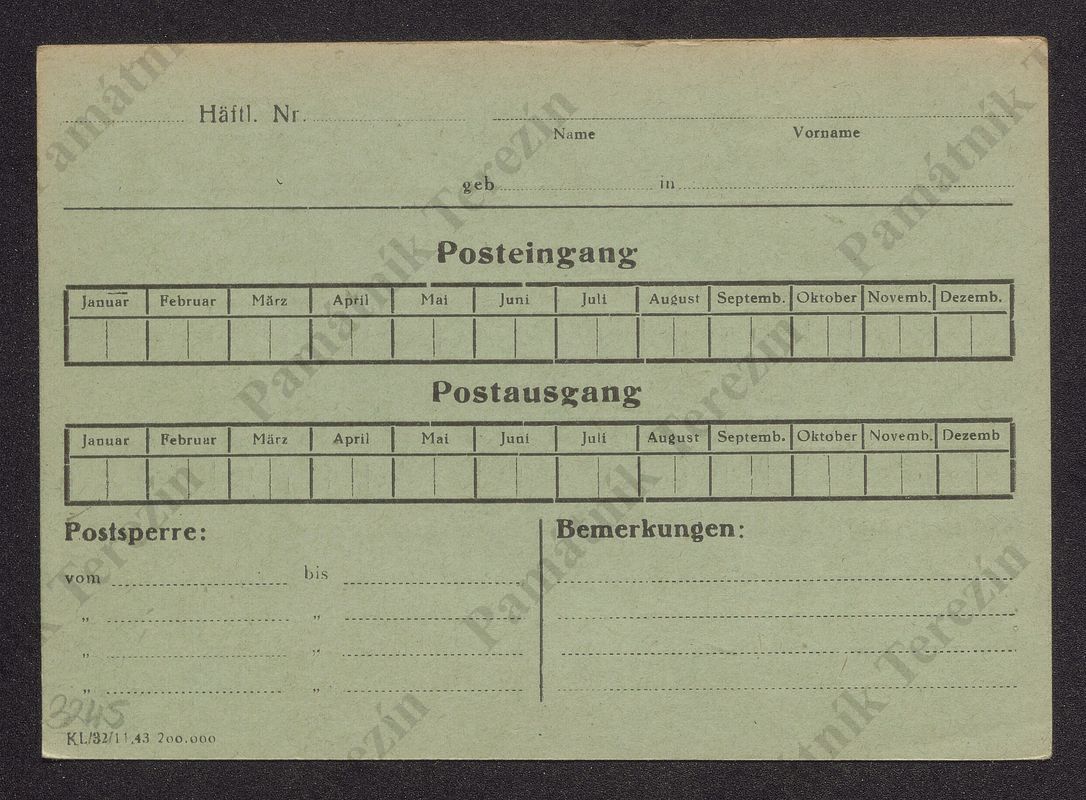 Häftl. Nr.
Name Vorname
geb. in
Posteingang
Januar Februar März April Mai Juni Juli August Septemb. Oktober Novemb. Dezemb.
Postausgang
Januar Februar März April Mai Juni Juli August Septemb. Oktober Novemb. Dezemb
Postsperre: Bemerkungen:
vom bis
„ „
„ „
„ „
3245
KL/32/11.43 200.000
Památník Terezín